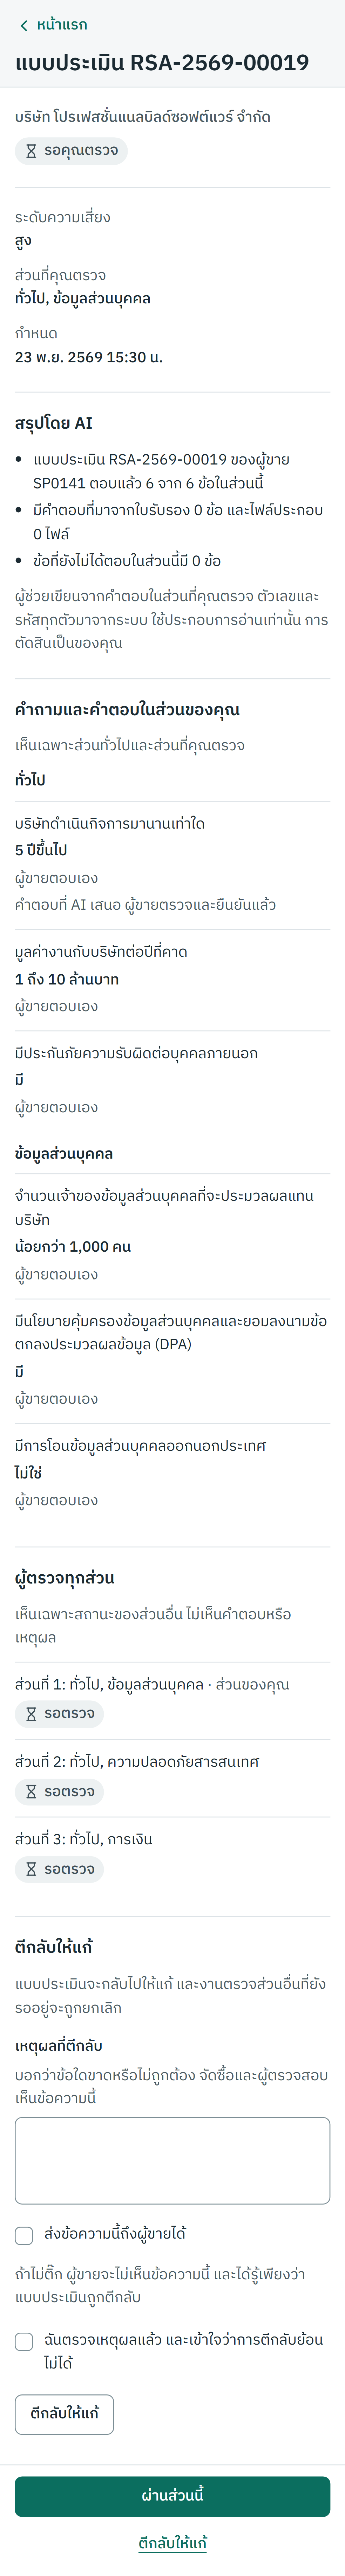 หน้าแรก
แบบประเมิน RSA-2569-00019
บริษัท โปรเฟสชั่นแนลบิลด์ซอฟต์แวร์ จำกัด
รอคุณตรวจ
ระดับความเสี่ยง
สูง
ส่วนที่คุณตรวจ
ทั่วไป, ข้อมูลส่วนบุคคล
กำหนด
23 พ.ย. 2569 15:30 น.
สรุปโดย AI
แบบประเมิน RSA-2569-00019 ของผู้ขาย
SP0141 ตอบแล้ว 6 จาก 6 ข้อในส่วนนี้
มีคำตอบที่มาจากใบรับรอง 0 ข้อ และไฟล์ประกอบ
0 ไฟล์
ข้อที่ยังไม่ได้ตอบในส่วนนี้มี 0 ข้อ
ผู้ช่วยเขียนจากคำตอบในส่วนที่คุณตรวจ ตัวเลขและ
รหัสทุกตัวมาจากระบบ ใช้ประกอบการอ่านเท่านั้น การ
ตัดสินเป็นของคุณ
คำถามและคำตอบในส่วนของคุณ
เห็นเฉพาะส่วนทั่วไปและส่วนที่คุณตรวจ
ทั่วไป
บริษัทดำเนินกิจการมานานเท่าใด
5 ปีขึ้นไป
ผู้ขายตอบเอง
คำตอบที่ AI เสนอ ผู้ขายตรวจและยืนยันแล้ว
มูลค่างานกับบริษัทต่อปีที่คาด
1 ถึง 10 ล้านบาท
ผู้ขายตอบเอง
มีประกันภัยความรับผิดต่อบุคคลภายนอก
มี
ผู้ขายตอบเอง
ข้อมูลส่วนบุคคล
จำนวนเจ้าของข้อมูลส่วนบุคคลที่จะประมวลผลแทน
บริษัท
น้อยกว่า 1,000 คน
ผู้ขายตอบเอง
มีนโยบายคุ้มครองข้อมูลส่วนบุคคลและยอมลงนามข้อ
ตกลงประมวลผลข้อมูล (DPA)
มี
ผู้ขายตอบเอง
มีการโอนข้อมูลส่วนบุคคลออกนอกประเทศ
ไม่ใช่
ผู้ขายตอบเอง
ผู้ตรวจทุกส่วน
เห็นเฉพาะสถานะของส่วนอื่น ไม่เห็นคำตอบหรือ
เหตุผล
ส่วนที่ 1: ทั่วไป, ข้อมูลส่วนบุคคล · ส่วนของคุณ
รอตรวจ
ส่วนที่ 2: ทั่วไป, ความปลอดภัยสารสนเทศ
รอตรวจ
ส่วนที่ 3: ทั่วไป, การเงิน
รอตรวจ
ตีกลับให้แก้
แบบประเมินจะกลับไปให้แก้ และงานตรวจส่วนอื่นที่ยัง
รออยู่จะถูกยกเลิก
เหตุผลที่ตีกลับ
บอกว่าข้อใดขาดหรือไม่ถูกต้อง จัดซื้อและผู้ตรวจสอบ
เห็นข้อความนี้
ส่งข้อความนี้ถึงผู้ขายได้
ถ้าไม่ติ๊ก ผู้ขายจะไม่เห็นข้อความนี้ และได้รู้เพียงว่า
แบบประเมินถูกตีกลับ
ฉันตรวจเหตุผลแล้ว และเข้าใจว่าการตีกลับย้อน
ไม่ได้
ตีกลับให้แก้
ผ่านส่วนนี้
ตีกลับให้แก้